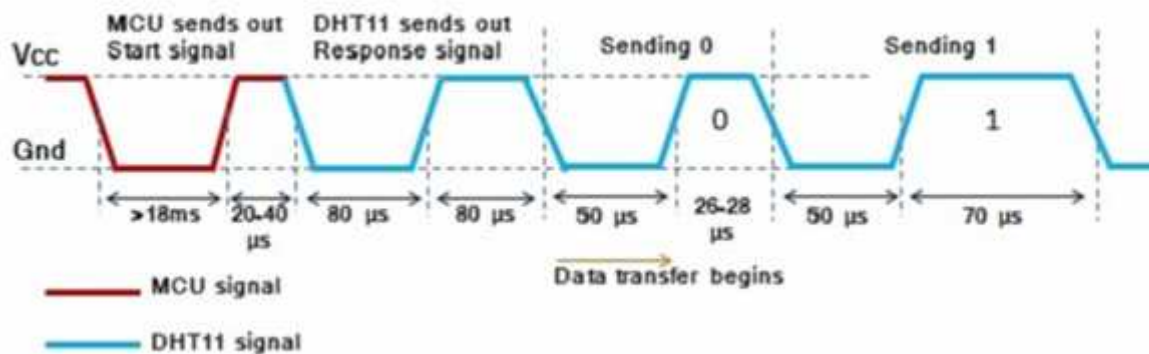 MCU sends out
Start signal
DHT11 sends out
Response signal
Sending 0
Sending 1
Vcc
0
1
Gnd
>18ms
20-40
µs
80 µs
80 µs
50 µs
26-28
µs
50 µs
70 µs
Data transfer begins
MCU signal
DHT11 signal